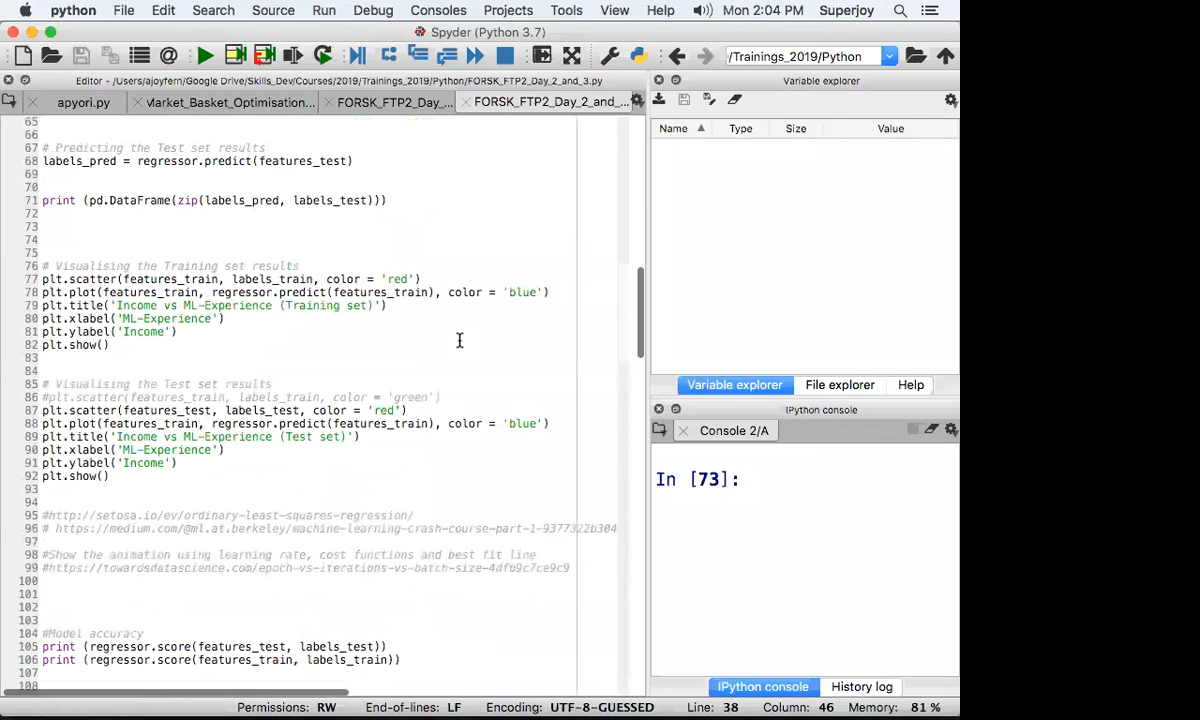 python File Edit Search Source Run Debug Consoles Projects Tools View Help Mon 2:04 PM Superjoy
Spyder (Python 3.7)
/Trainings_2019/Python
Editor - /Users/ajoyfern/Google Drive/Skills_Dev/Courses/2019/Trainings_2019/Python/FORSK_FTP2_Day_2_and_3.py
apyori.py Market_Basket_Optimisation... FORSK_FTP2_Day_... FORSK_FTP2_Day_2_and_...
65
66
67 # Predicting the Test set results
68 labels_pred = regressor.predict(features_test)
69
70
71 print (pd.DataFrame(zip(labels_pred, labels_test)))
72
73
74
75
76 # Visualising the Training set results
77 plt.scatter(features_train, labels_train, color = 'red')
78 plt.plot(features_train, regressor.predict(features_train), color = 'blue')
79 plt.title('Income vs ML-Experience (Training set)')
80 plt.xlabel('ML-Experience')
81 plt.ylabel('Income')
82 plt.show()
83
84
85 # Visualising the Test set results
86 #plt.scatter(features_train, labels_train, color = 'green')
87 plt.scatter(features_test, labels_test, color = 'red')
88 plt.plot(features_train, regressor.predict(features_train), color = 'blue')
89 plt.title('Income vs ML-Experience (Test set)')
90 plt.xlabel('ML-Experience')
91 plt.ylabel('Income')
92 plt.show()
93
94
95 #http://setosa.io/ev/ordinary-least-squares-regression/
96 # https://medium.com/@ml.at.berkeley/machine-learning-crash-course-part-1-9377322b304
97
98 #Show the animation using learning rate, cost functions and best fit line
99 #https://towardsdatascience.com/epoch-vs-iterations-vs-batch-size-4dfb9c7ce9c9
100
101
102
103
104 #Model accuracy
105 print (regressor.score(features_test, labels_test))
106 print (regressor.score(features_train, labels_train))
107
108
Variable explorer
Name Type Size Value
Variable explorer File explorer Help
IPython console
Console 2/A
In [73]:
IPython console History log
Permissions: RW End-of-lines: LF Encoding: UTF-8-GUESSED Line: 38 Column: 46 Memory: 81 %